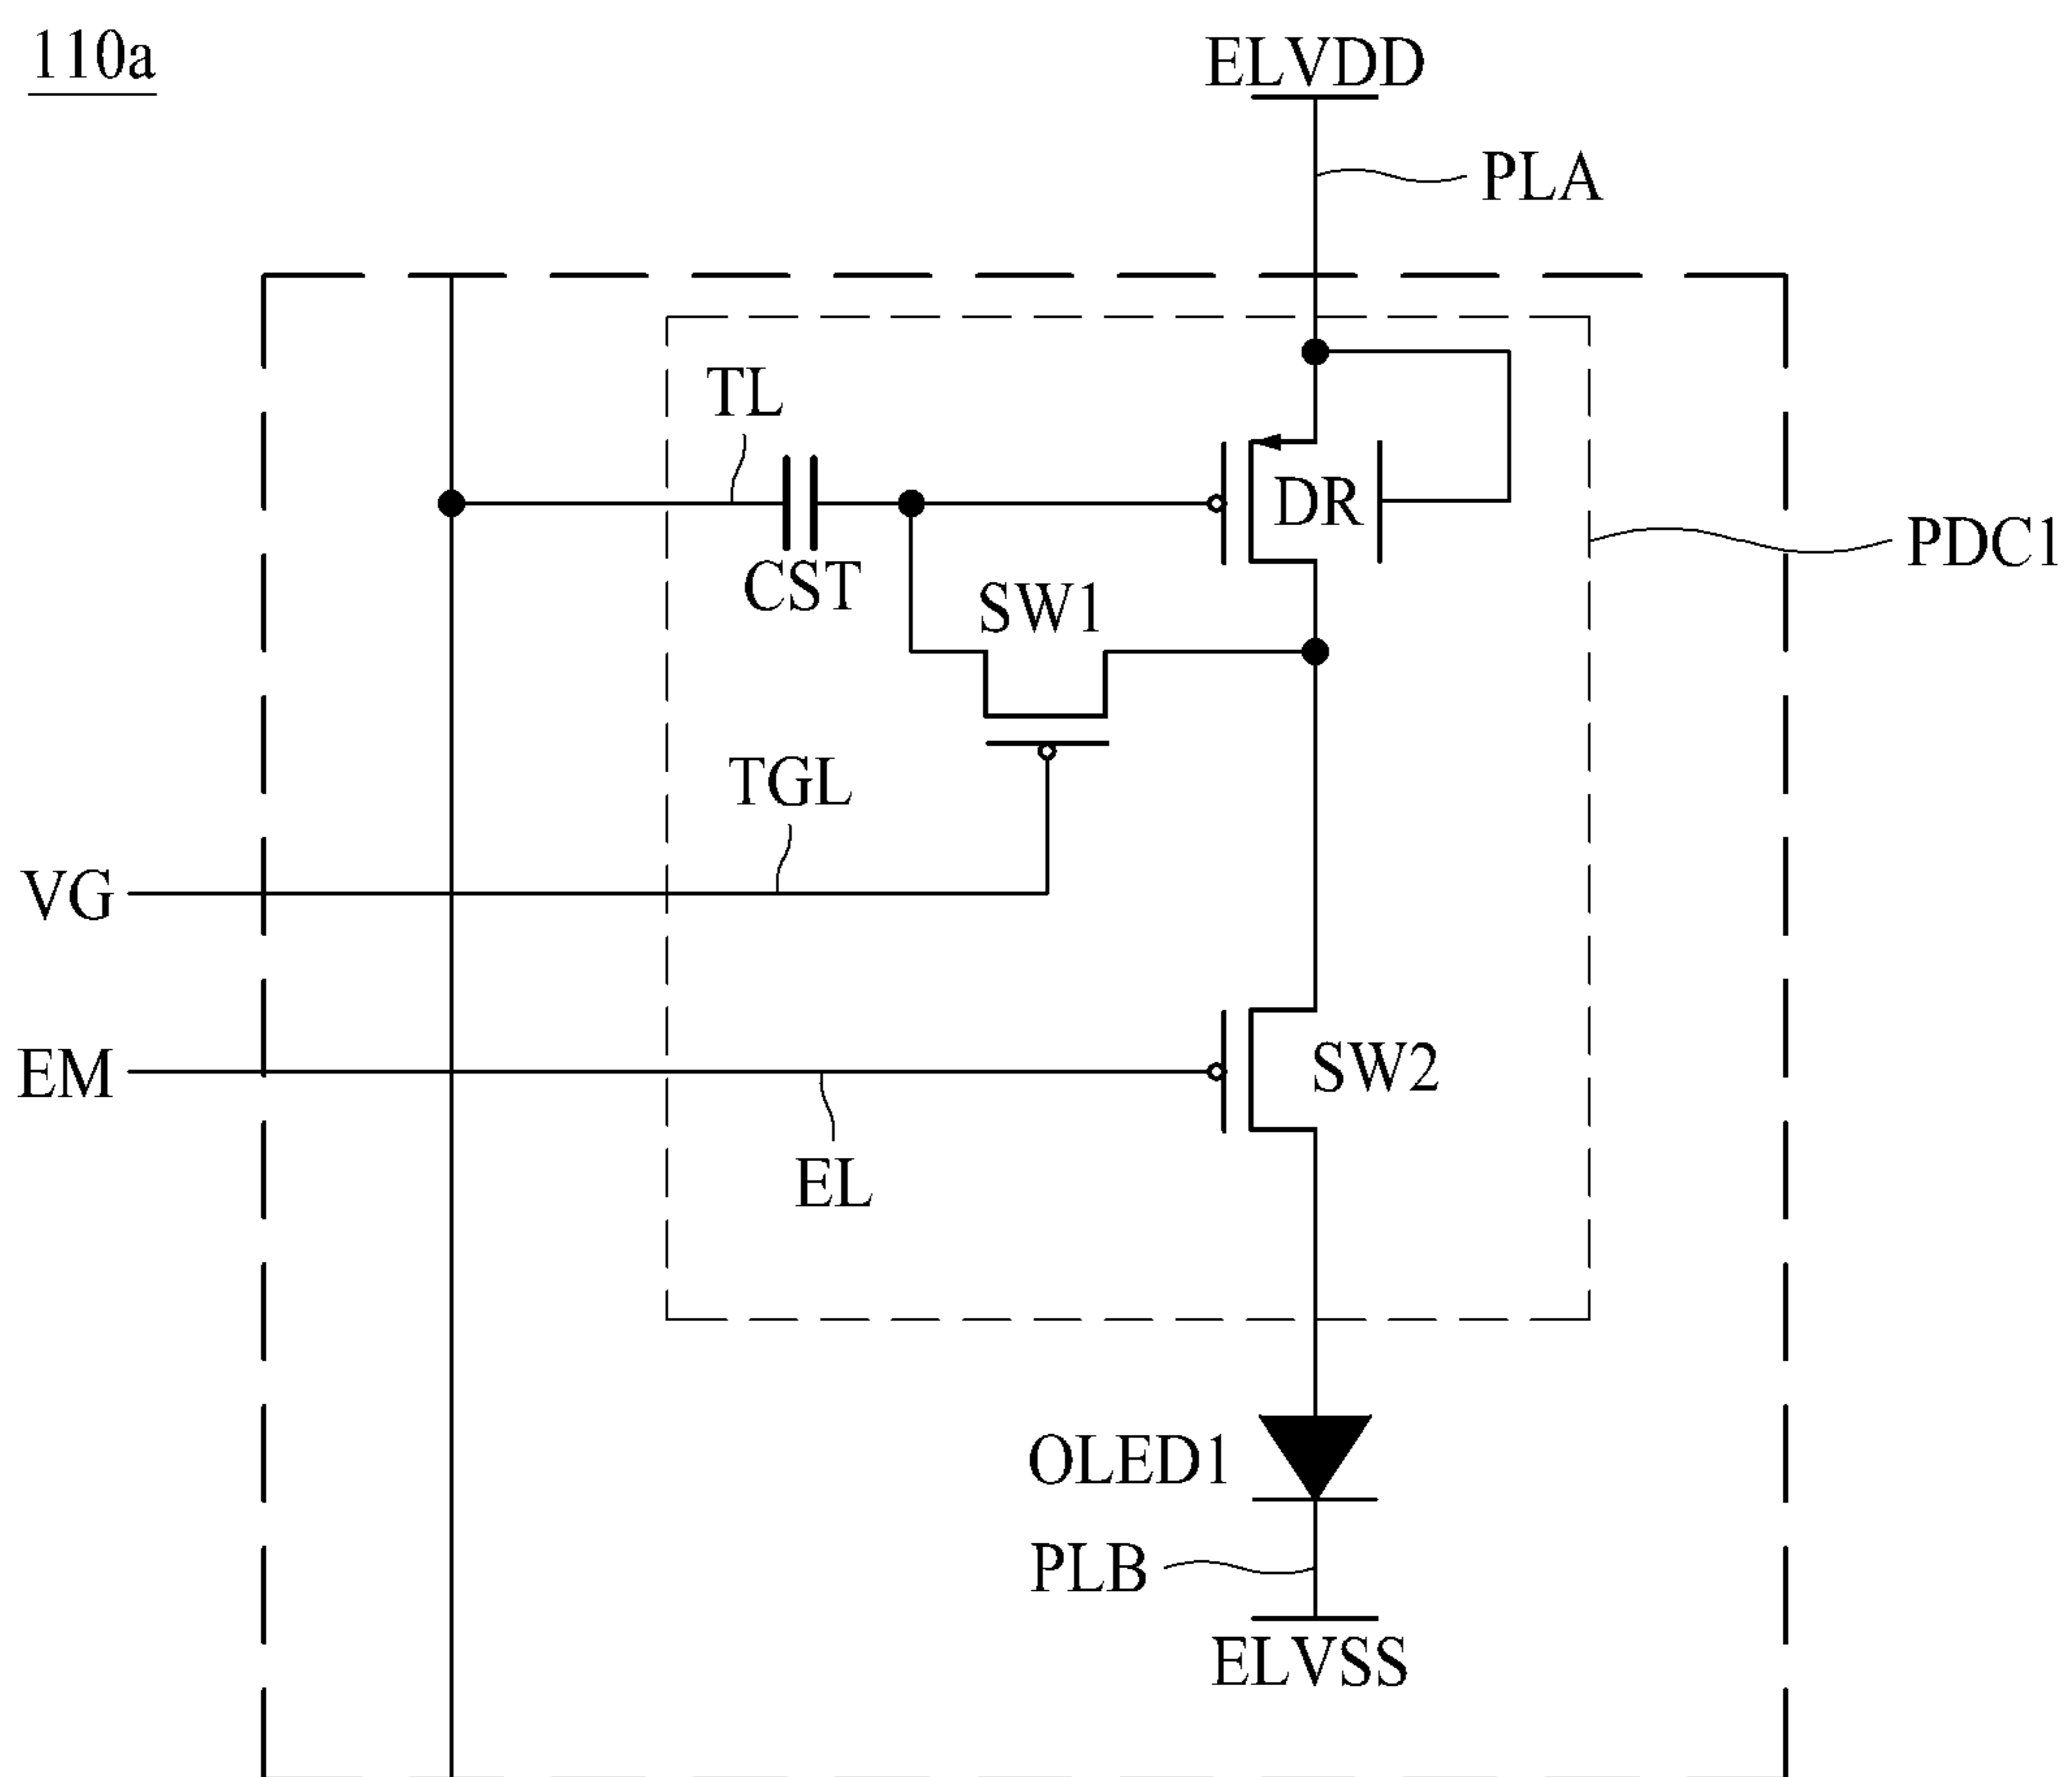 110a
ELVDD
PLA
TL
DR
PDC1
CST
SW1
TGL
VG
SW2
EM
EL
OLED1
PLB
ELVSS